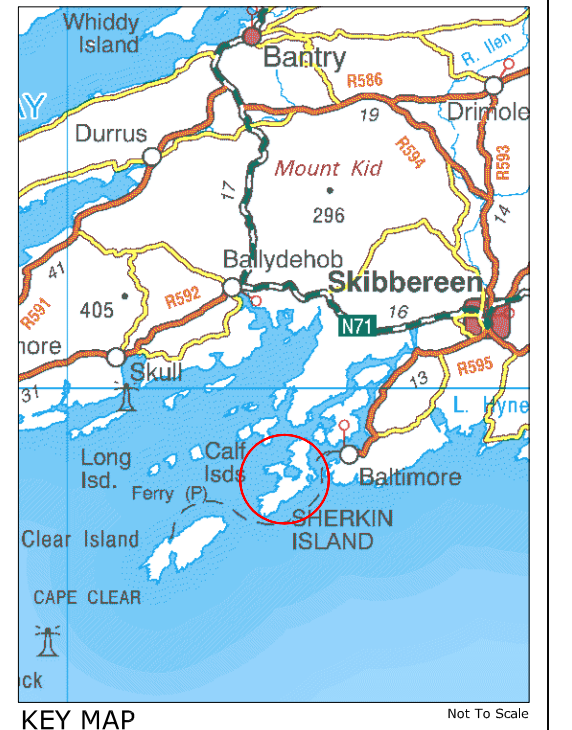 Whiddy
Island
Bantry
R. Ilen
R586
AY
19
Drimole
Durrus
R594
R593
Mount Kid
17
296
14
Ballydehob
41
Skibbereen
R592
405
R591
16
N71
more
Skull
R595
31
13
L. Hyne
Calf
Isds
Long
Isd.
Baltimore
Ferry (P)
SHERKIN
ISLAND
Clear Island
CAPE CLEAR
ck
KEY MAP
Not To Scale